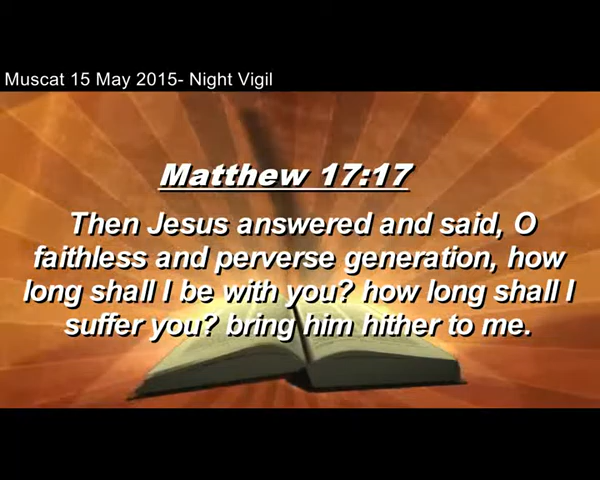 Muscat 15 May 2015- Night Vigil
Matthew 17:17
Then Jesus answered and said, O
faithless and perverse generation, how
long shall I be with you? how long shall I
suffer you? bring him hither to me.